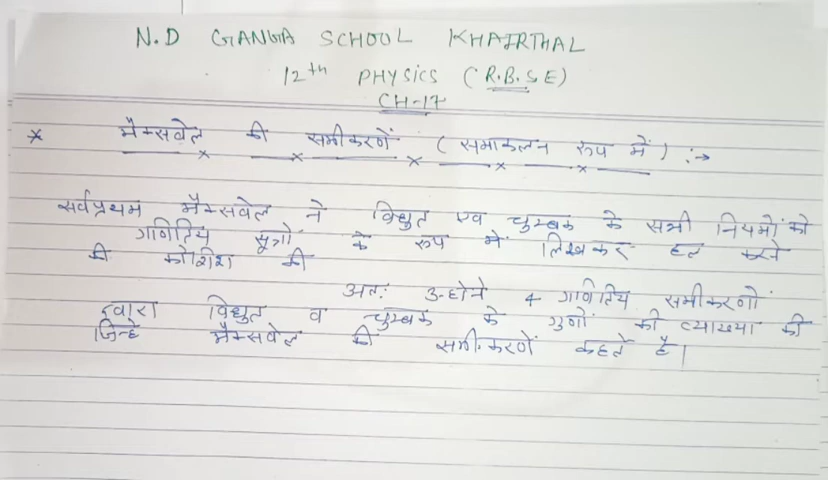 N.D GANGA SCHOOL KHAIRTHAL
12th PHYSICS (R.B.S.E)
CH-17
* मैक्सवेल की समीकरणें (समाकलन रूप में) :→
सर्वप्रथम मैक्सवेल ने विद्युत एवं चुम्बक के सभी नियमों को
गणितिय सूत्रों के रूप में लिखकर हल करने
की कोशिश की
अतः उन्होने 4 गणितिय समीकरणों
द्वारा विद्युत व चुम्बक के गुणों की व्याख्या की
जिन्हे मैक्सवेल की समीकरणें कहते है।